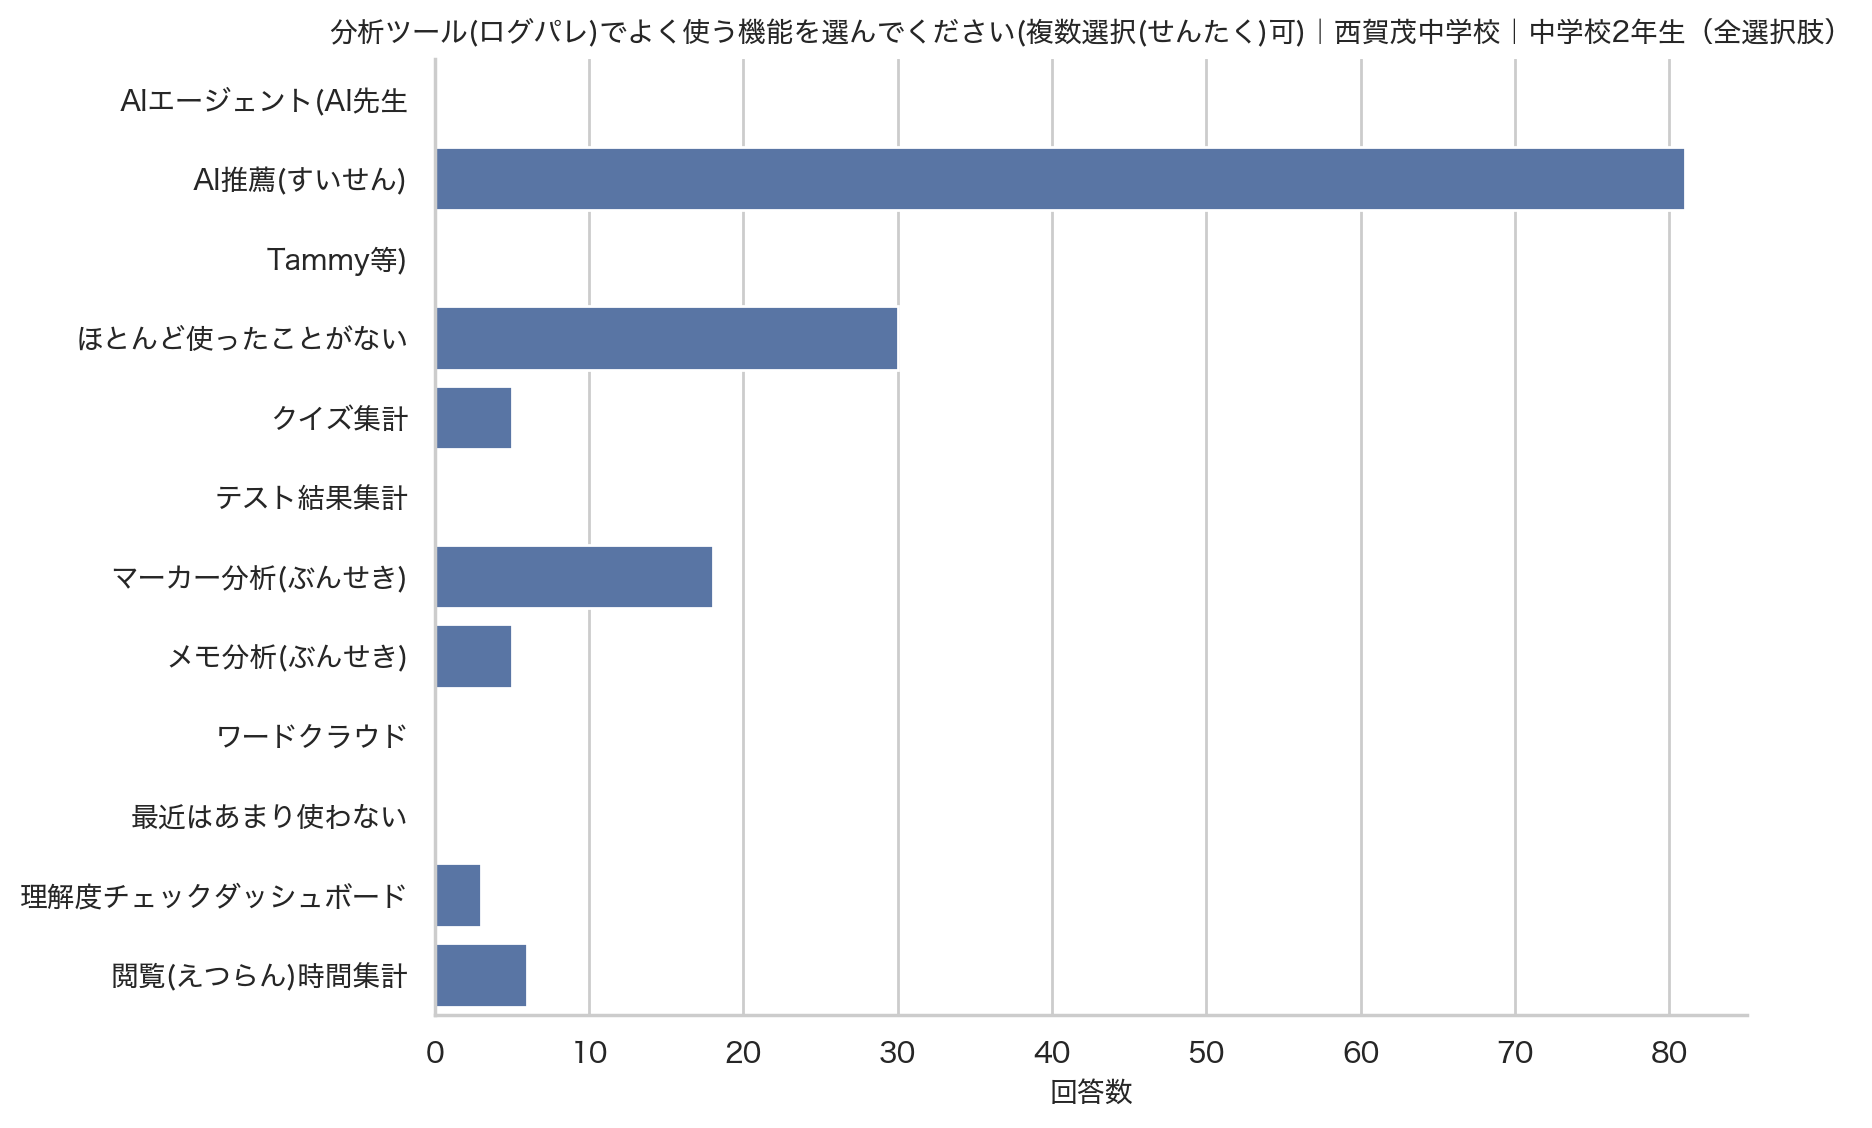 分析ツール(ログパレ)でよく使う機能を選んでください(複数選択(せんたく)可)｜西賀茂中学校｜中学校2年生（全選択肢）
AIエージェント(AI先生
AI推薦(すいせん)
Tammy等)
ほとんど使ったことがない
クイズ集計
テスト結果集計
マーカー分析(ぶんせき)
メモ分析(ぶんせき)
ワードクラウド
最近はあまり使わない
理解度チェックダッシュボード
閲覧(えつらん)時間集計
0 10 20 30 40 50 60 70 80
回答数